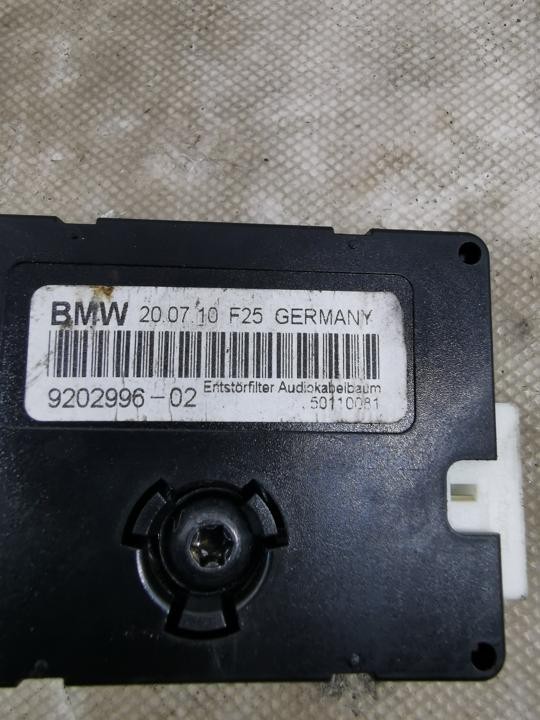 BMW 20.07.10 F25 GERMANY
Entstörfilter Audiokabelbaum
9202996-02
50110081